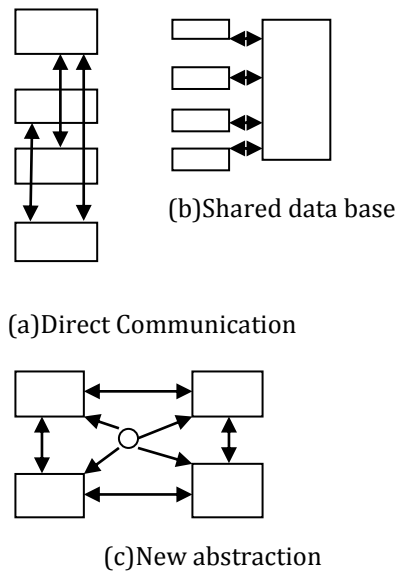 (b)Shared data base
(a)Direct Communication
(c)New abstraction